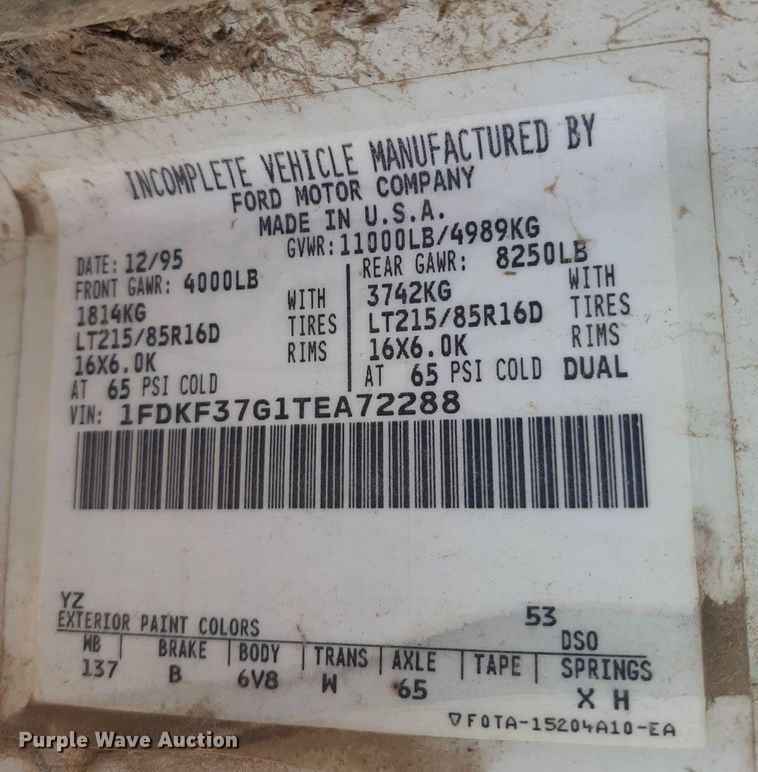 INCOMPLETE VEHICLE MANUFACTURED BY
FORD MOTOR COMPANY
MADE IN U.S.A.
DATE: 12/95
GVWR: 11000LB/4989KG
FRONT GAWR: 4000LB
1814KG WITH
LT215/85R16D TIRES
16X6.0K RIMS
AT 65 PSI COLD
REAR GAWR: 8250LB
3742KG WITH
LT215/85R16D TIRES
16X6.0K RIMS
AT 65 PSI COLD DUAL
VIN: 1FDKF37G1TEA72288
YZ 53
EXTERIOR PAINT COLORS DSO
WB BRAKE BODY TRANS AXLE TAPE SPRINGS
137 B 6V8 W 65 X H
F0TA-15204A10-EA
Purple Wave Auction